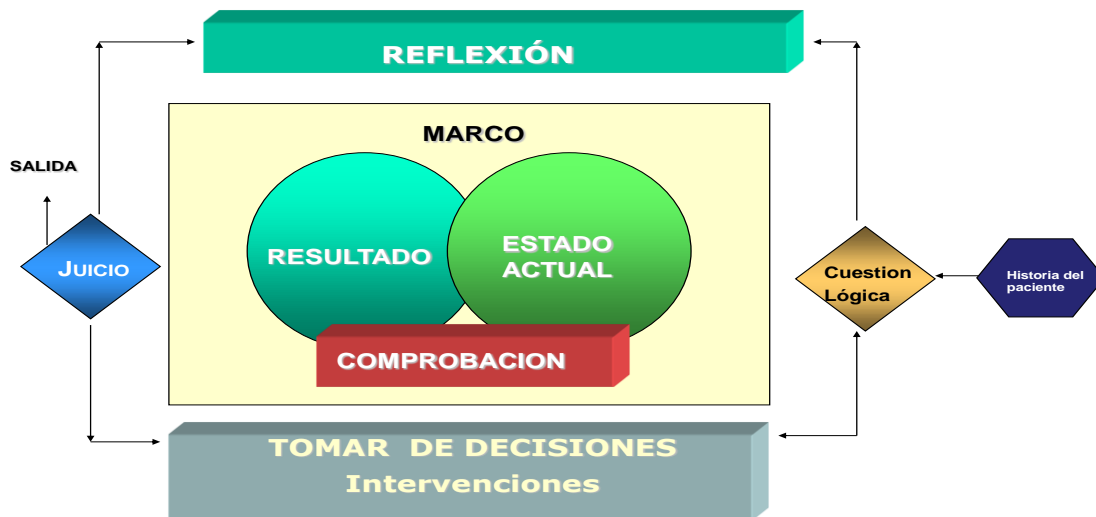 REFLEXIÓN
MARCO
SALIDA
JUICIO
RESULTADO
ESTADO
ACTUAL
Cuestion
Lógica
Historia del
paciente
COMPROBACION
TOMAR DE DECISIONES
Intervenciones